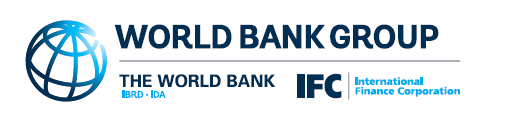 WORLD BANK GROUP
THE WORLD BANK
IBRD • IDA
IFC
International
Finance Corporation